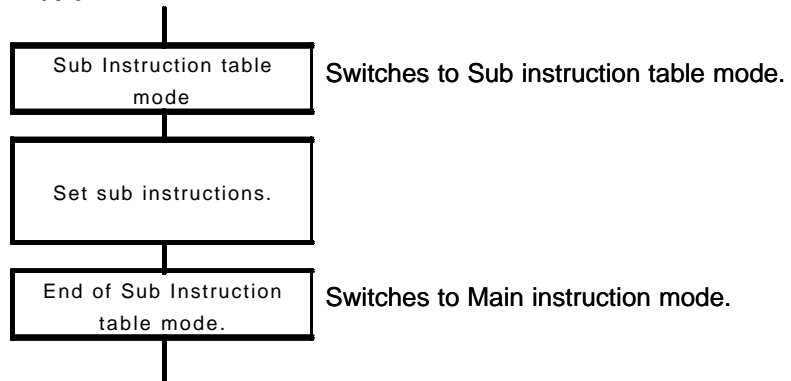 Sub Instruction table
mode
Switches to Sub instruction table mode.
Set sub instructions.
End of Sub Instruction
table mode.
Switches to Main instruction mode.